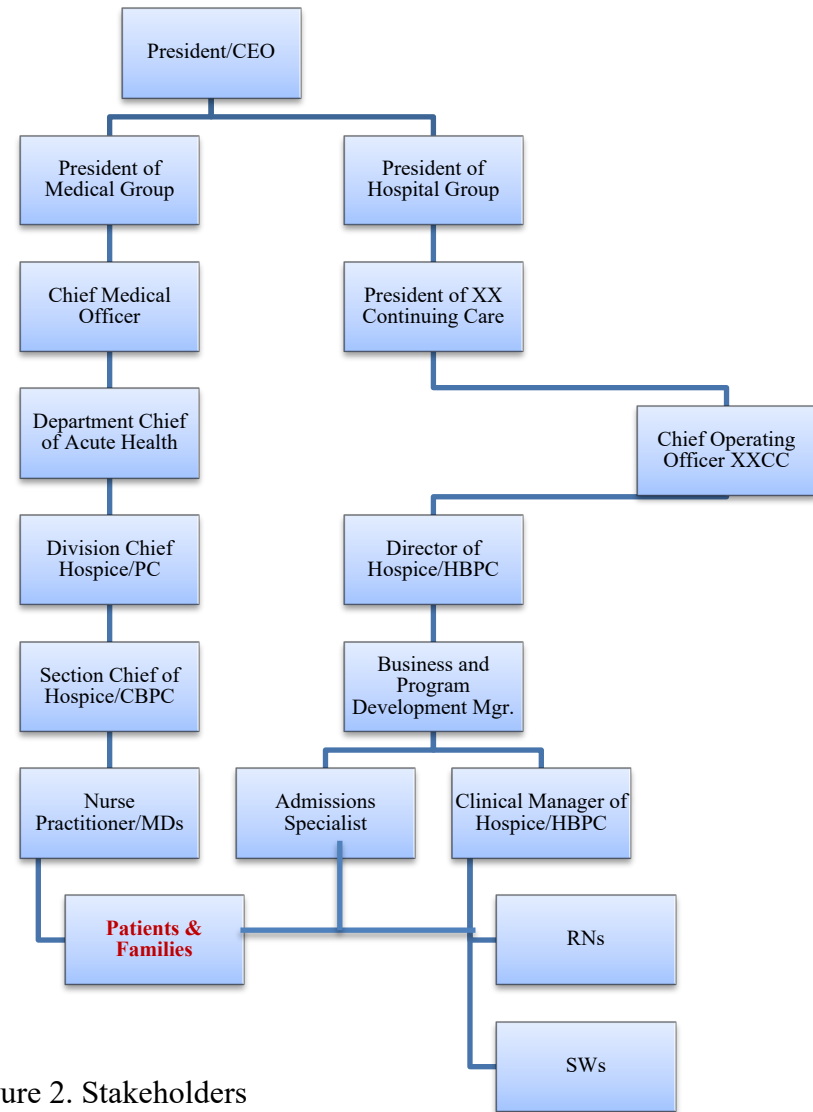 President/CEO
President of
Medical Group
President of
Hospital Group
Chief Medical
Officer
President of XX
Continuing Care
Department Chief
of Acute Health
Chief Operating
Officer XXCC
Division Chief
Hospice/PC
Director of
Hospice/HBPC
Section Chief of
Hospice/CBPC
Business and
Program
Development Mgr.
Nurse
Practitioner/MDs
Admissions
Specialist
Clinical Manager of
Hospice/HBPC
Patients &
Families
RNs
SWs
ure 2. Stakeholders